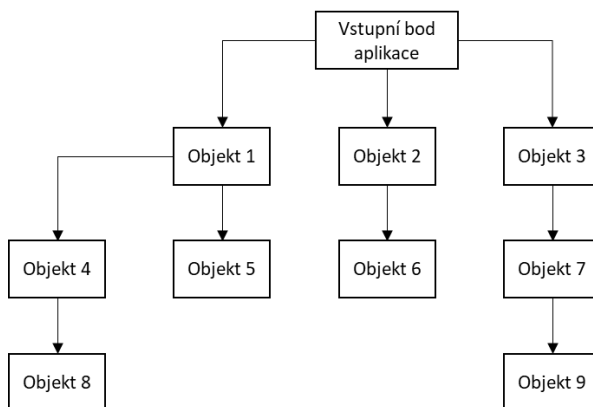 Vstupní bod
aplikace
Objekt 1
Objekt 2
Objekt 3
Objekt 4
Objekt 5
Objekt 6
Objekt 7
Objekt 8
Objekt 9